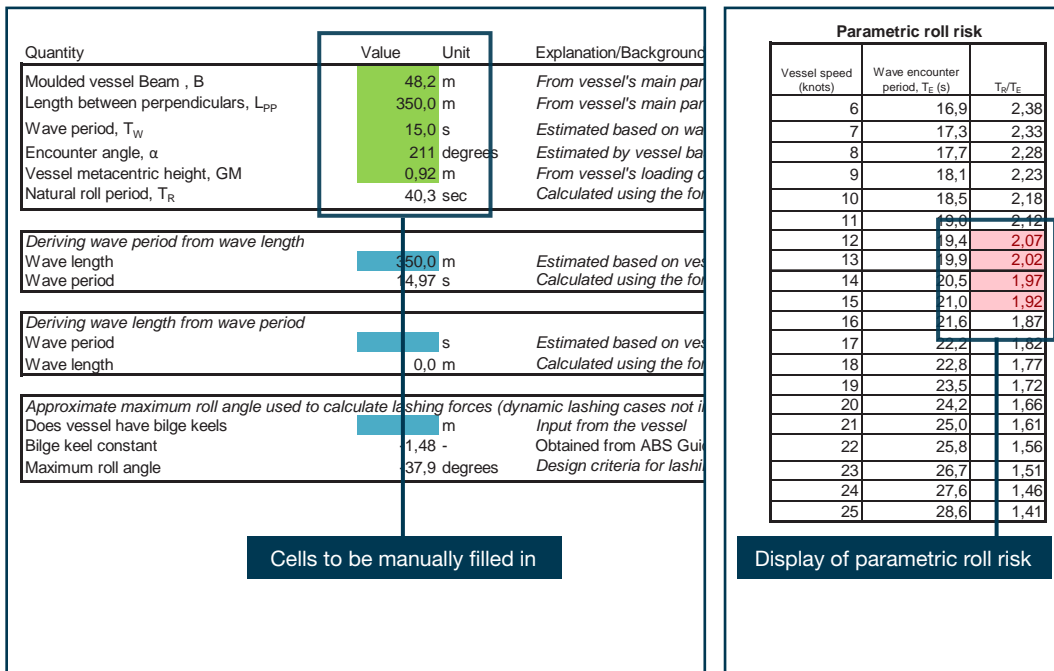 Quantity Value Unit Explanation/Background
Moulded vessel Beam , B 48,2 m From vessel's main par
Length between perpendiculars, LPP 350,0 m From vessel's main par
Wave period, TW 15,0 s Estimated based on wa
Encounter angle, α 211 degrees Estimated by vessel ba
Vessel metacentric height, GM 0,92 m From vessel's loading c
Natural roll period, TR 40,3 sec Calculated using the for
Deriving wave period from wave length
Wave length 350,0 m Estimated based on ves
Wave period 14,97 s Calculated using the for
Deriving wave length from wave period
Wave period s Estimated based on ves
Wave length 0,0 m Calculated using the for
Approximate maximum roll angle used to calculate lashing forces (dynamic lashing cases not i
Does vessel have bilge keels m Input from the vessel
Bilge keel constant -1,48 - Obtained from ABS Gui
Maximum roll angle -37,9 degrees Design criteria for lashi
Cells to be manually filled in
Parametric roll risk
Vessel speed (knots) Wave encounter period, TE (s) TR/TE
6 16,9 2,38
7 17,3 2,33
8 17,7 2,28
9 18,1 2,23
10 18,5 2,18
11 19,0 2,12
12 19,4 2,07
13 19,9 2,02
14 20,5 1,97
15 21,0 1,92
16 21,6 1,87
17 22,2 1,82
18 22,8 1,77
19 23,5 1,72
20 24,2 1,66
21 25,0 1,61
22 25,8 1,56
23 26,7 1,51
24 27,6 1,46
25 28,6 1,41
Display of parametric roll risk